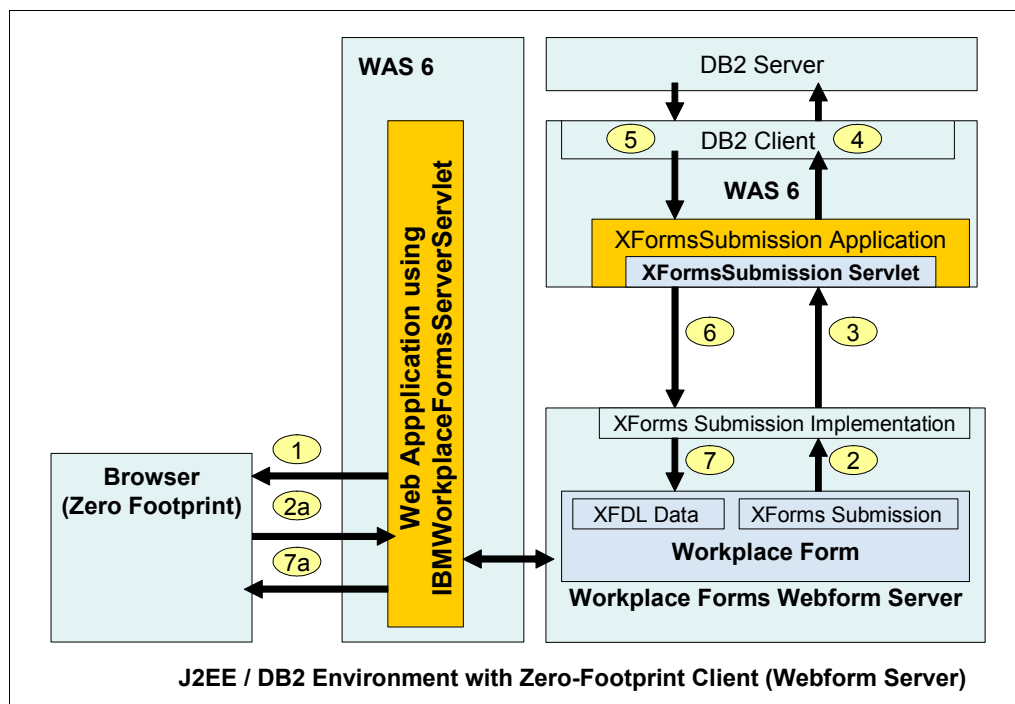 WAS 6
DB2 Server
5
DB2 Client
4
WAS 6
XFormsSubmission Application
XFormsSubmission Servlet
6
3
Web Appplication using
IBMWorkplaceFormsServerServlet
XForms Submission Implementation
1
7
2
Browser
(Zero Footprint)
2a
XFDL Data
XForms Submission
Workplace Form
7a
Workplace Forms Webform Server
J2EE / DB2 Environment with Zero-Footprint Client (Webform Server)